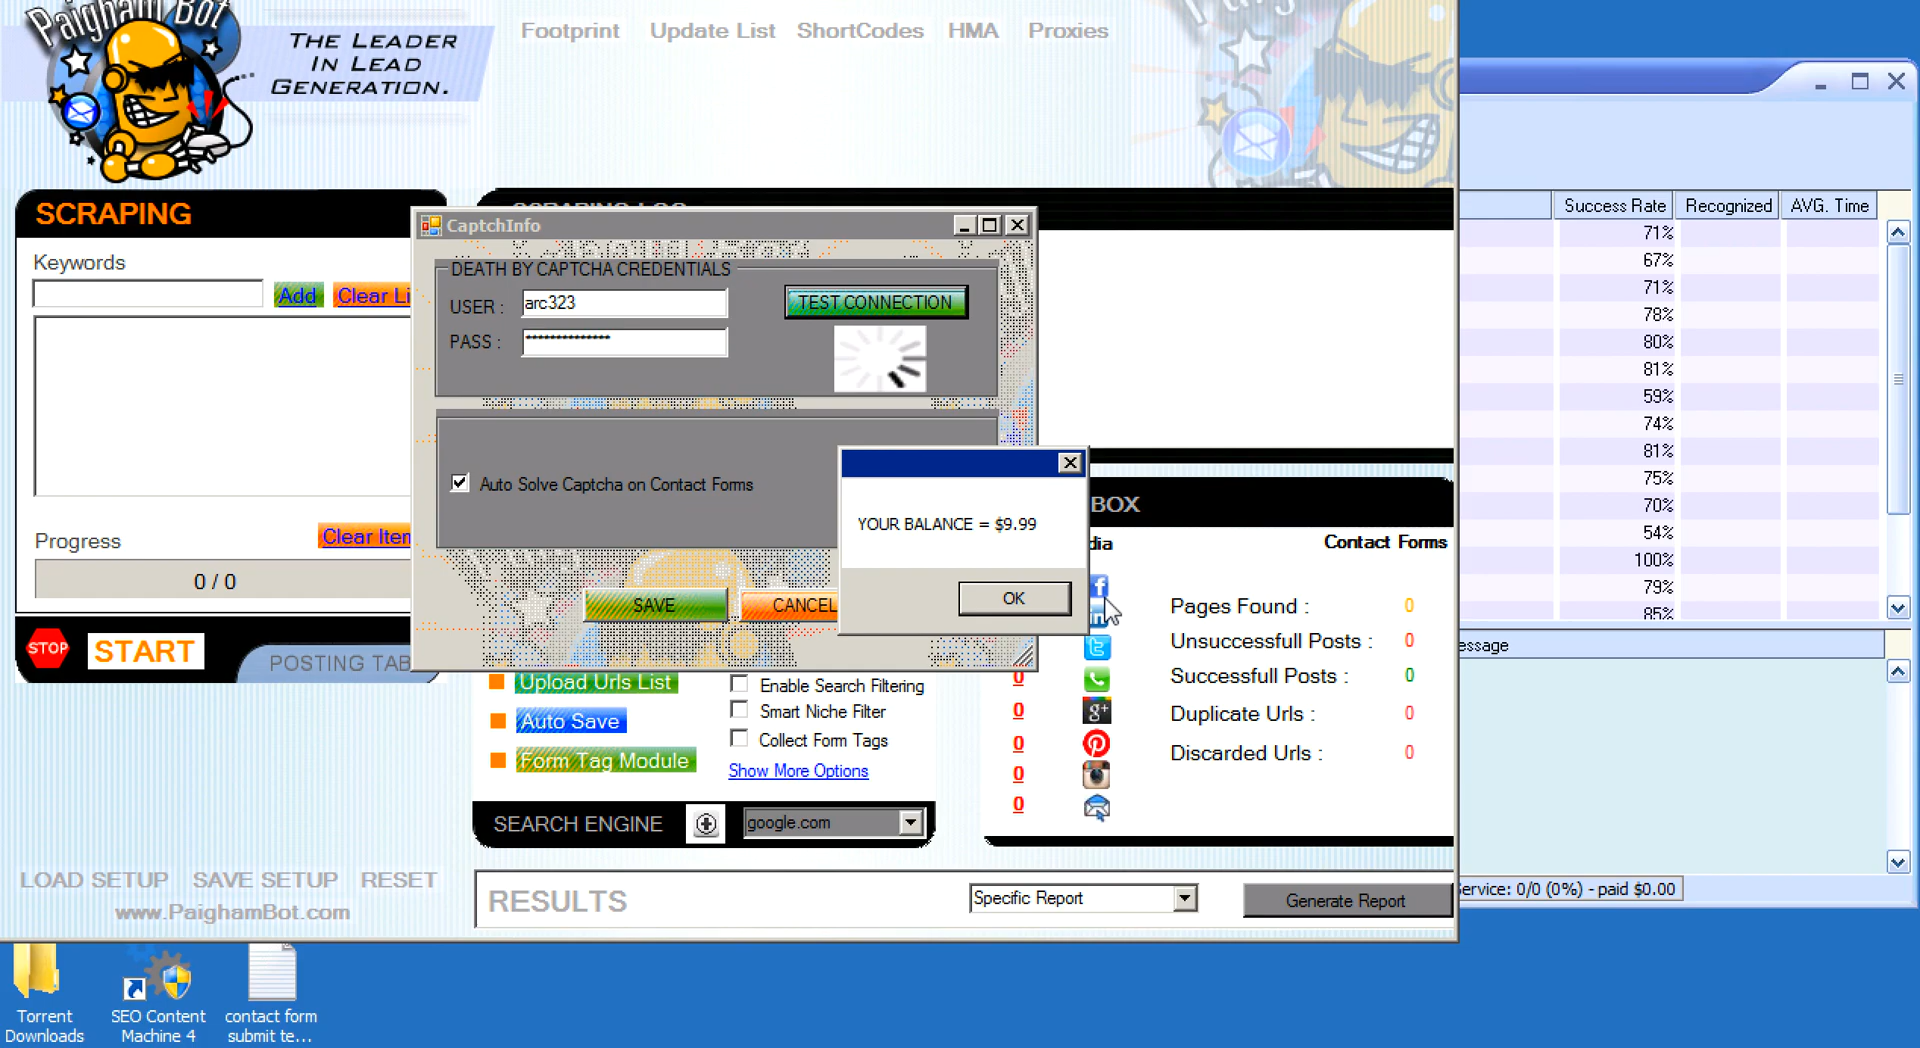 Paigham Bot
THE LEADER
IN LEAD
GENERATION.
Footprint Update List ShortCodes HMA Proxies
SCRAPING
Keywords
Add Clear Li
Progress
Clear Iten
0 / 0
STOP START
POSTING TAB
CaptchInfo
DEATH BY CAPTCHA CREDENTIALS
USER : arc323
TEST CONNECTION
PASS : **************
Auto Solve Captcha on Contact Forms
SAVE CANCEL
YOUR BALANCE = $9.99
OK
BOX
dia
Contact Forms
Pages Found : 0
Unsuccessfull Posts : 0
Successfull Posts : 0
Duplicate Urls : 0
Discarded Urls : 0
0
0
0
0
0
Upload Urls List
Auto Save
Form Tag Module
Enable Search Filtering
Smart Niche Filter
Collect Form Tags
Show More Options
SEARCH ENGINE
google.com
LOAD SETUP SAVE SETUP RESET
www.PaighamBot.com
RESULTS
Specific Report
Generate Report
Success Rate Recognized AVG. Time
71%
67%
71%
78%
80%
81%
59%
74%
81%
75%
70%
54%
100%
79%
85%
essage
ervice: 0/0 (0%) - paid $0.00
Torrent
Downloads
SEO Content
Machine 4
contact form
submit te...